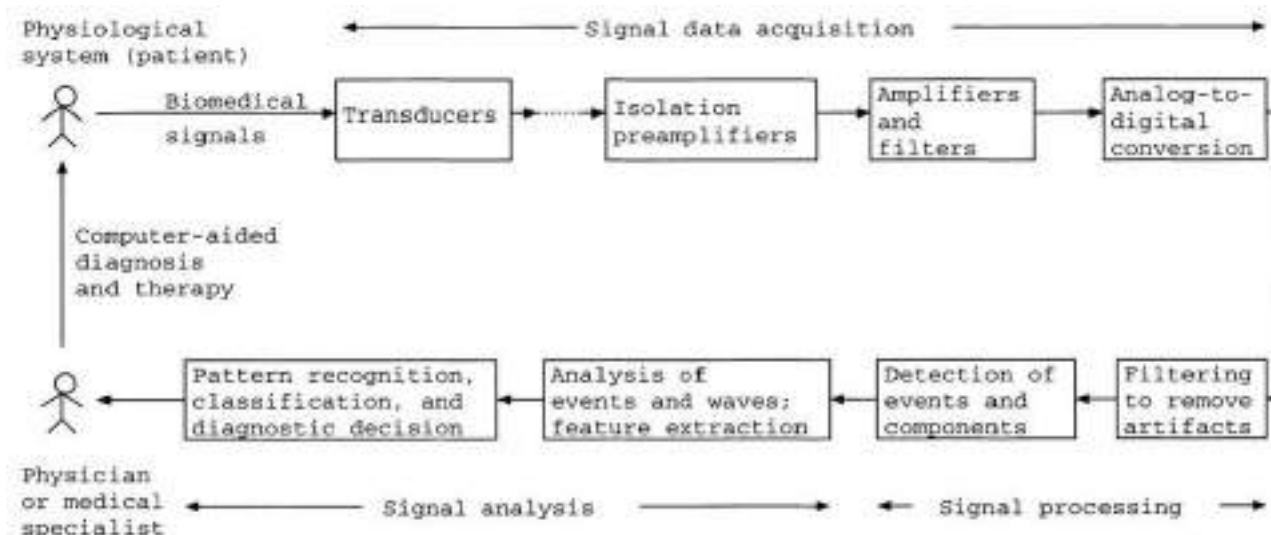 Physiological
system (patient)
Signal data acquisition
Biomedical
signals
Transducers
Isolation
preamplifiers
Amplifiers
and
filters
Analog-to-
digital
conversion
Computer-aided
diagnosis
and therapy
Pattern recognition,
classification, and
diagnostic decision
Analysis of
events and waves;
feature extraction
Detection of
events and
components
Filtering
to remove
artifacts
Physician
or medical
specialist
Signal analysis
Signal processing